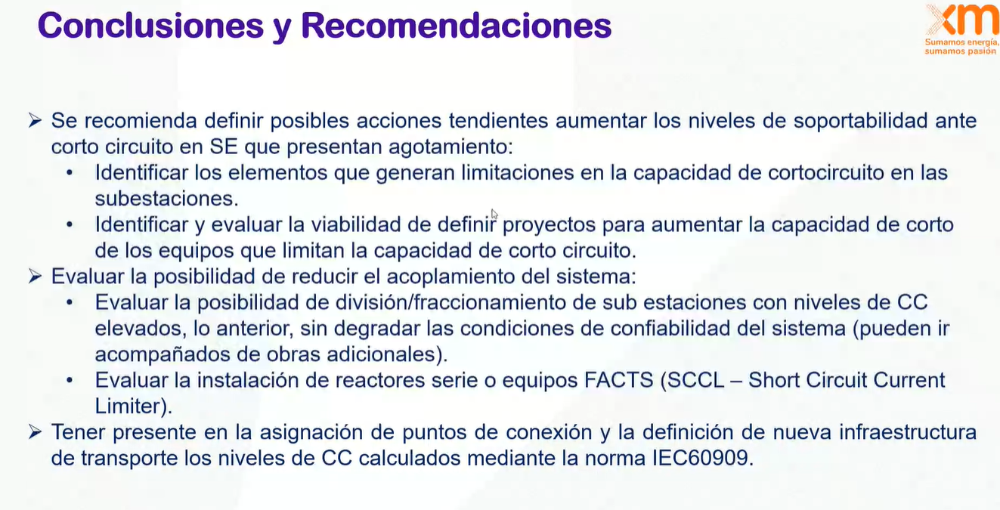 Conclusiones y Recomendaciones
xm
Sumamos energía,
sumamos pasión
➢ Se recomienda definir posibles acciones tendientes aumentar los niveles de soportabilidad ante
corto circuito en SE que presentan agotamiento:
• Identificar los elementos que generan limitaciones en la capacidad de cortocircuito en las
subestaciones.
• Identificar y evaluar la viabilidad de definir proyectos para aumentar la capacidad de corto
de los equipos que limitan la capacidad de corto circuito.
➢ Evaluar la posibilidad de reducir el acoplamiento del sistema:
• Evaluar la posibilidad de división/fraccionamiento de sub estaciones con niveles de CC
elevados, lo anterior, sin degradar las condiciones de confiabilidad del sistema (pueden ir
acompañados de obras adicionales).
• Evaluar la instalación de reactores serie o equipos FACTS (SCCL – Short Circuit Current
Limiter).
➢ Tener presente en la asignación de puntos de conexión y la definición de nueva infraestructura
de transporte los niveles de CC calculados mediante la norma IEC60909.